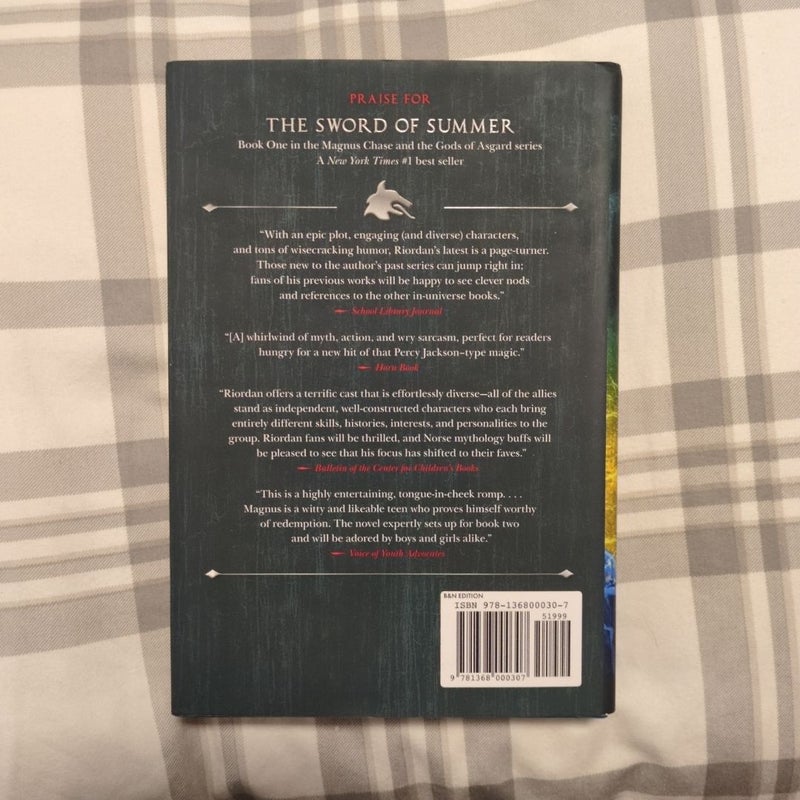 PRAISE FOR
THE SWORD OF SUMMER
Book One in the Magnus Chase and the Gods of Asgard series
A New York Times #1 best seller
“With an epic plot, engaging (and diverse) characters,
and tons of wisecracking humor, Riordan’s latest is a page-turner.
Those new to the author’s past series can jump right in;
fans of his previous works will be happy to see clever nods
and references to the other in-universe books.”
School Library Journal
“[A] whirlwind of myth, action, and wry sarcasm, perfect for readers
hungry for a new hit of that Percy Jackson–type magic.”
Horn Book
“Riordan offers a terrific cast that is effortlessly diverse—all of the allies
stand as independent, well-constructed characters who each bring
entirely different skills, histories, interests, and personalities to the
group. Riordan fans will be thrilled, and Norse mythology buffs will
be pleased to see that his focus has shifted to their faves.”
Bulletin of the Center for Children’s Books
“This is a highly entertaining, tongue-in-cheek romp. . . .
Magnus is a witty and likeable teen who proves himself worthy
of redemption. The novel expertly sets up for book two
and will be adored by boys and girls alike.”
Voice of Youth Advocates
B&N EDITION
ISBN 978-136800030-7
51999
9 781368 000307